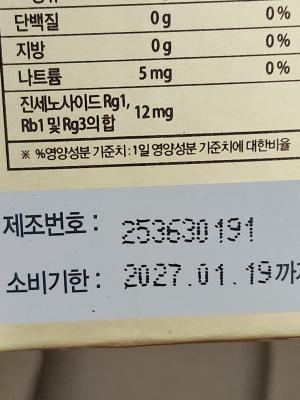 단백질 0g 0%
지방 0g 0%
나트륨 5mg 0%
진세노사이드 Rg1,
Rb1 및 Rg3의 합 12mg
※ %영양성분 기준치 : 1일 영양성분 기준치에 대한비율
제조번호 : 253630191
소비기한 : 2027.01.19까